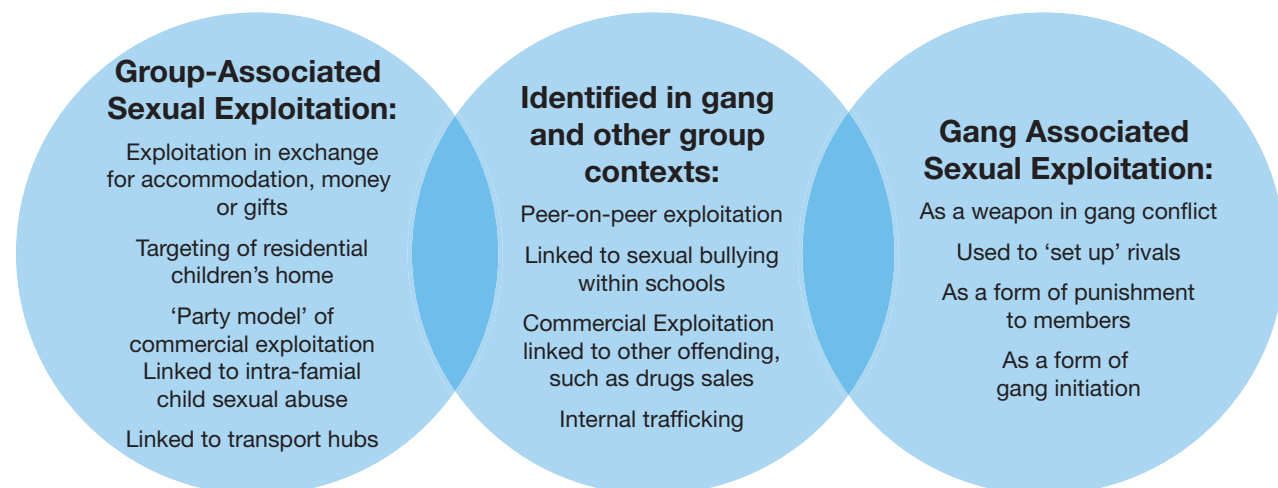 Group-Associated
Sexual Exploitation:
Exploitation in exchange
for accommodation, money
or gifts
Targeting of residential
children’s home
‘Party model’ of
commercial exploitation
Linked to intra-famial
child sexual abuse
Linked to transport hubs
Identified in gang
and other group
contexts:
Peer-on-peer exploitation
Linked to sexual bullying
within schools
Commercial Exploitation
linked to other offending,
such as drugs sales
Internal trafficking
Gang Associated
Sexual Exploitation:
As a weapon in gang conflict
Used to ‘set up’ rivals
As a form of punishment
to members
As a form of
gang initiation